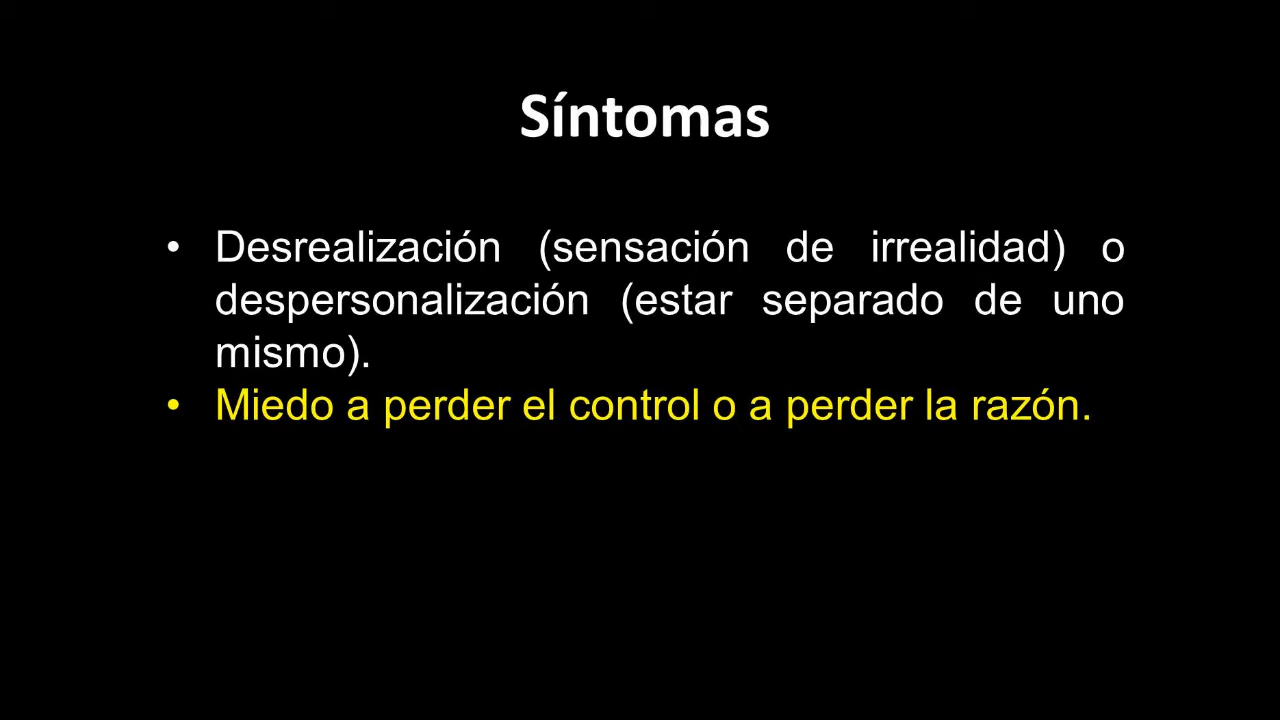 Síntomas
• Desrealización (sensación de irrealidad) o
despersonalización (estar separado de uno
mismo).
• Miedo a perder el control o a perder la razón.